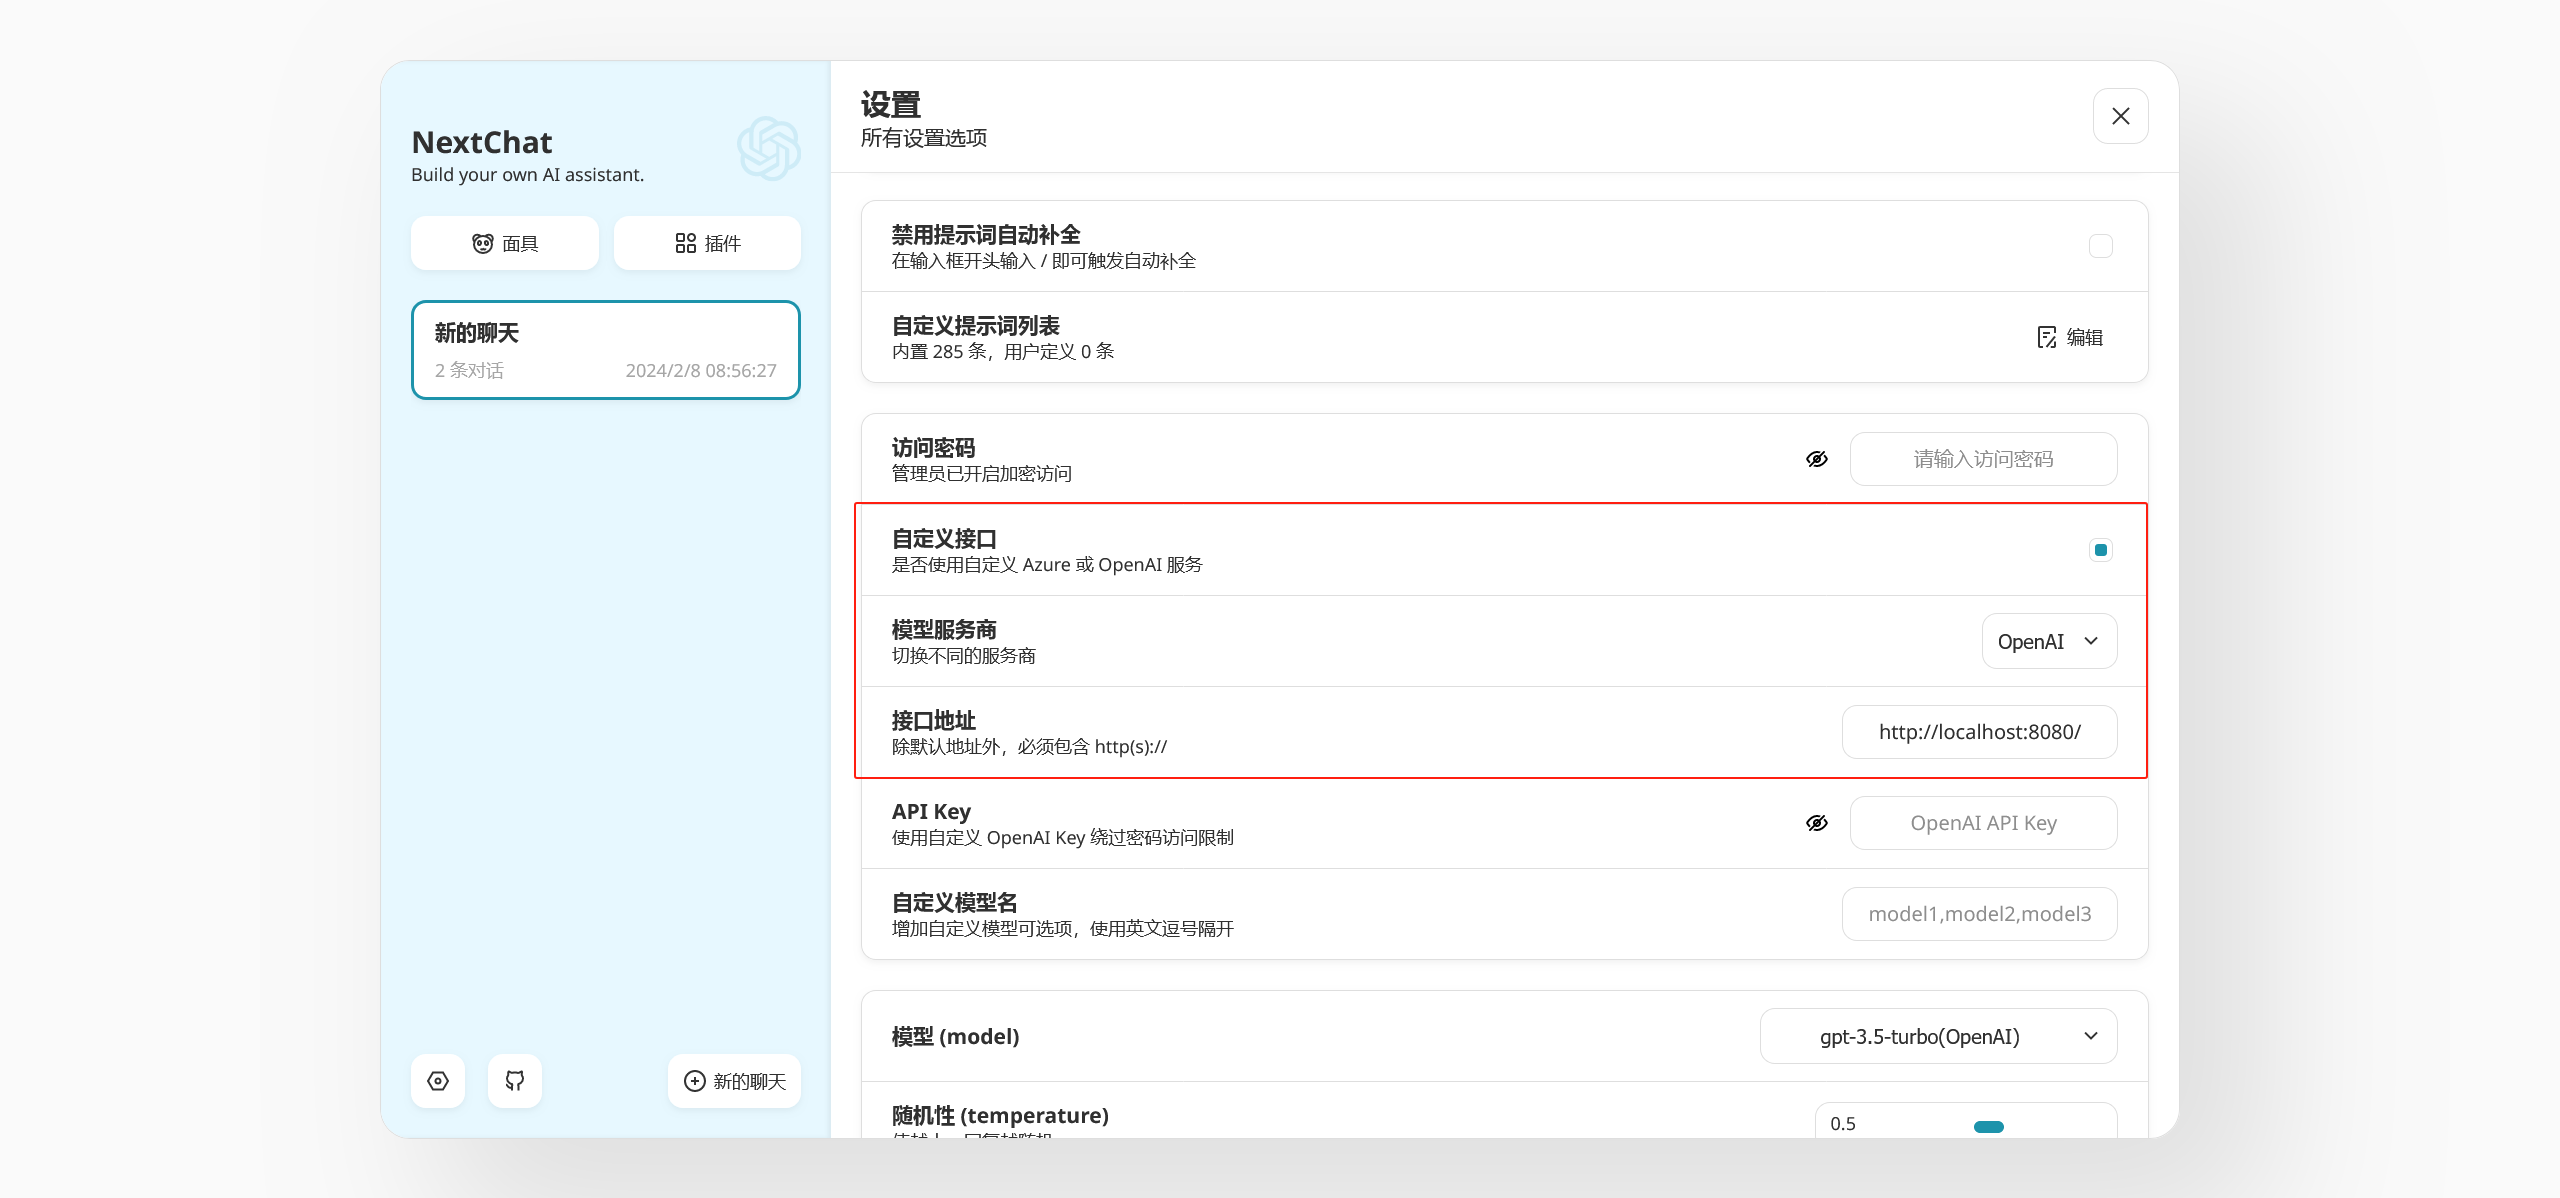 NextChat
Build your own AI assistant.
面具
插件
新的聊天
2 条对话
2024/2/8 08:56:27
新的聊天
设置
所有设置选项
禁用提示词自动补全
在输入框开头输入 / 即可触发自动补全
自定义提示词列表
内置 285 条，用户定义 0 条
编辑
访问密码
管理员已开启加密访问
请输入访问密码
自定义接口
是否使用自定义 Azure 或 OpenAI 服务
模型服务商
切换不同的服务商
OpenAI
接口地址
除默认地址外，必须包含 http(s)://
http://localhost:8080/
API Key
使用自定义 OpenAI Key 绕过密码访问限制
OpenAI API Key
自定义模型名
增加自定义模型可选项，使用英文逗号隔开
model1,model2,model3
模型 (model)
gpt-3.5-turbo(OpenAI)
随机性 (temperature)
0.5